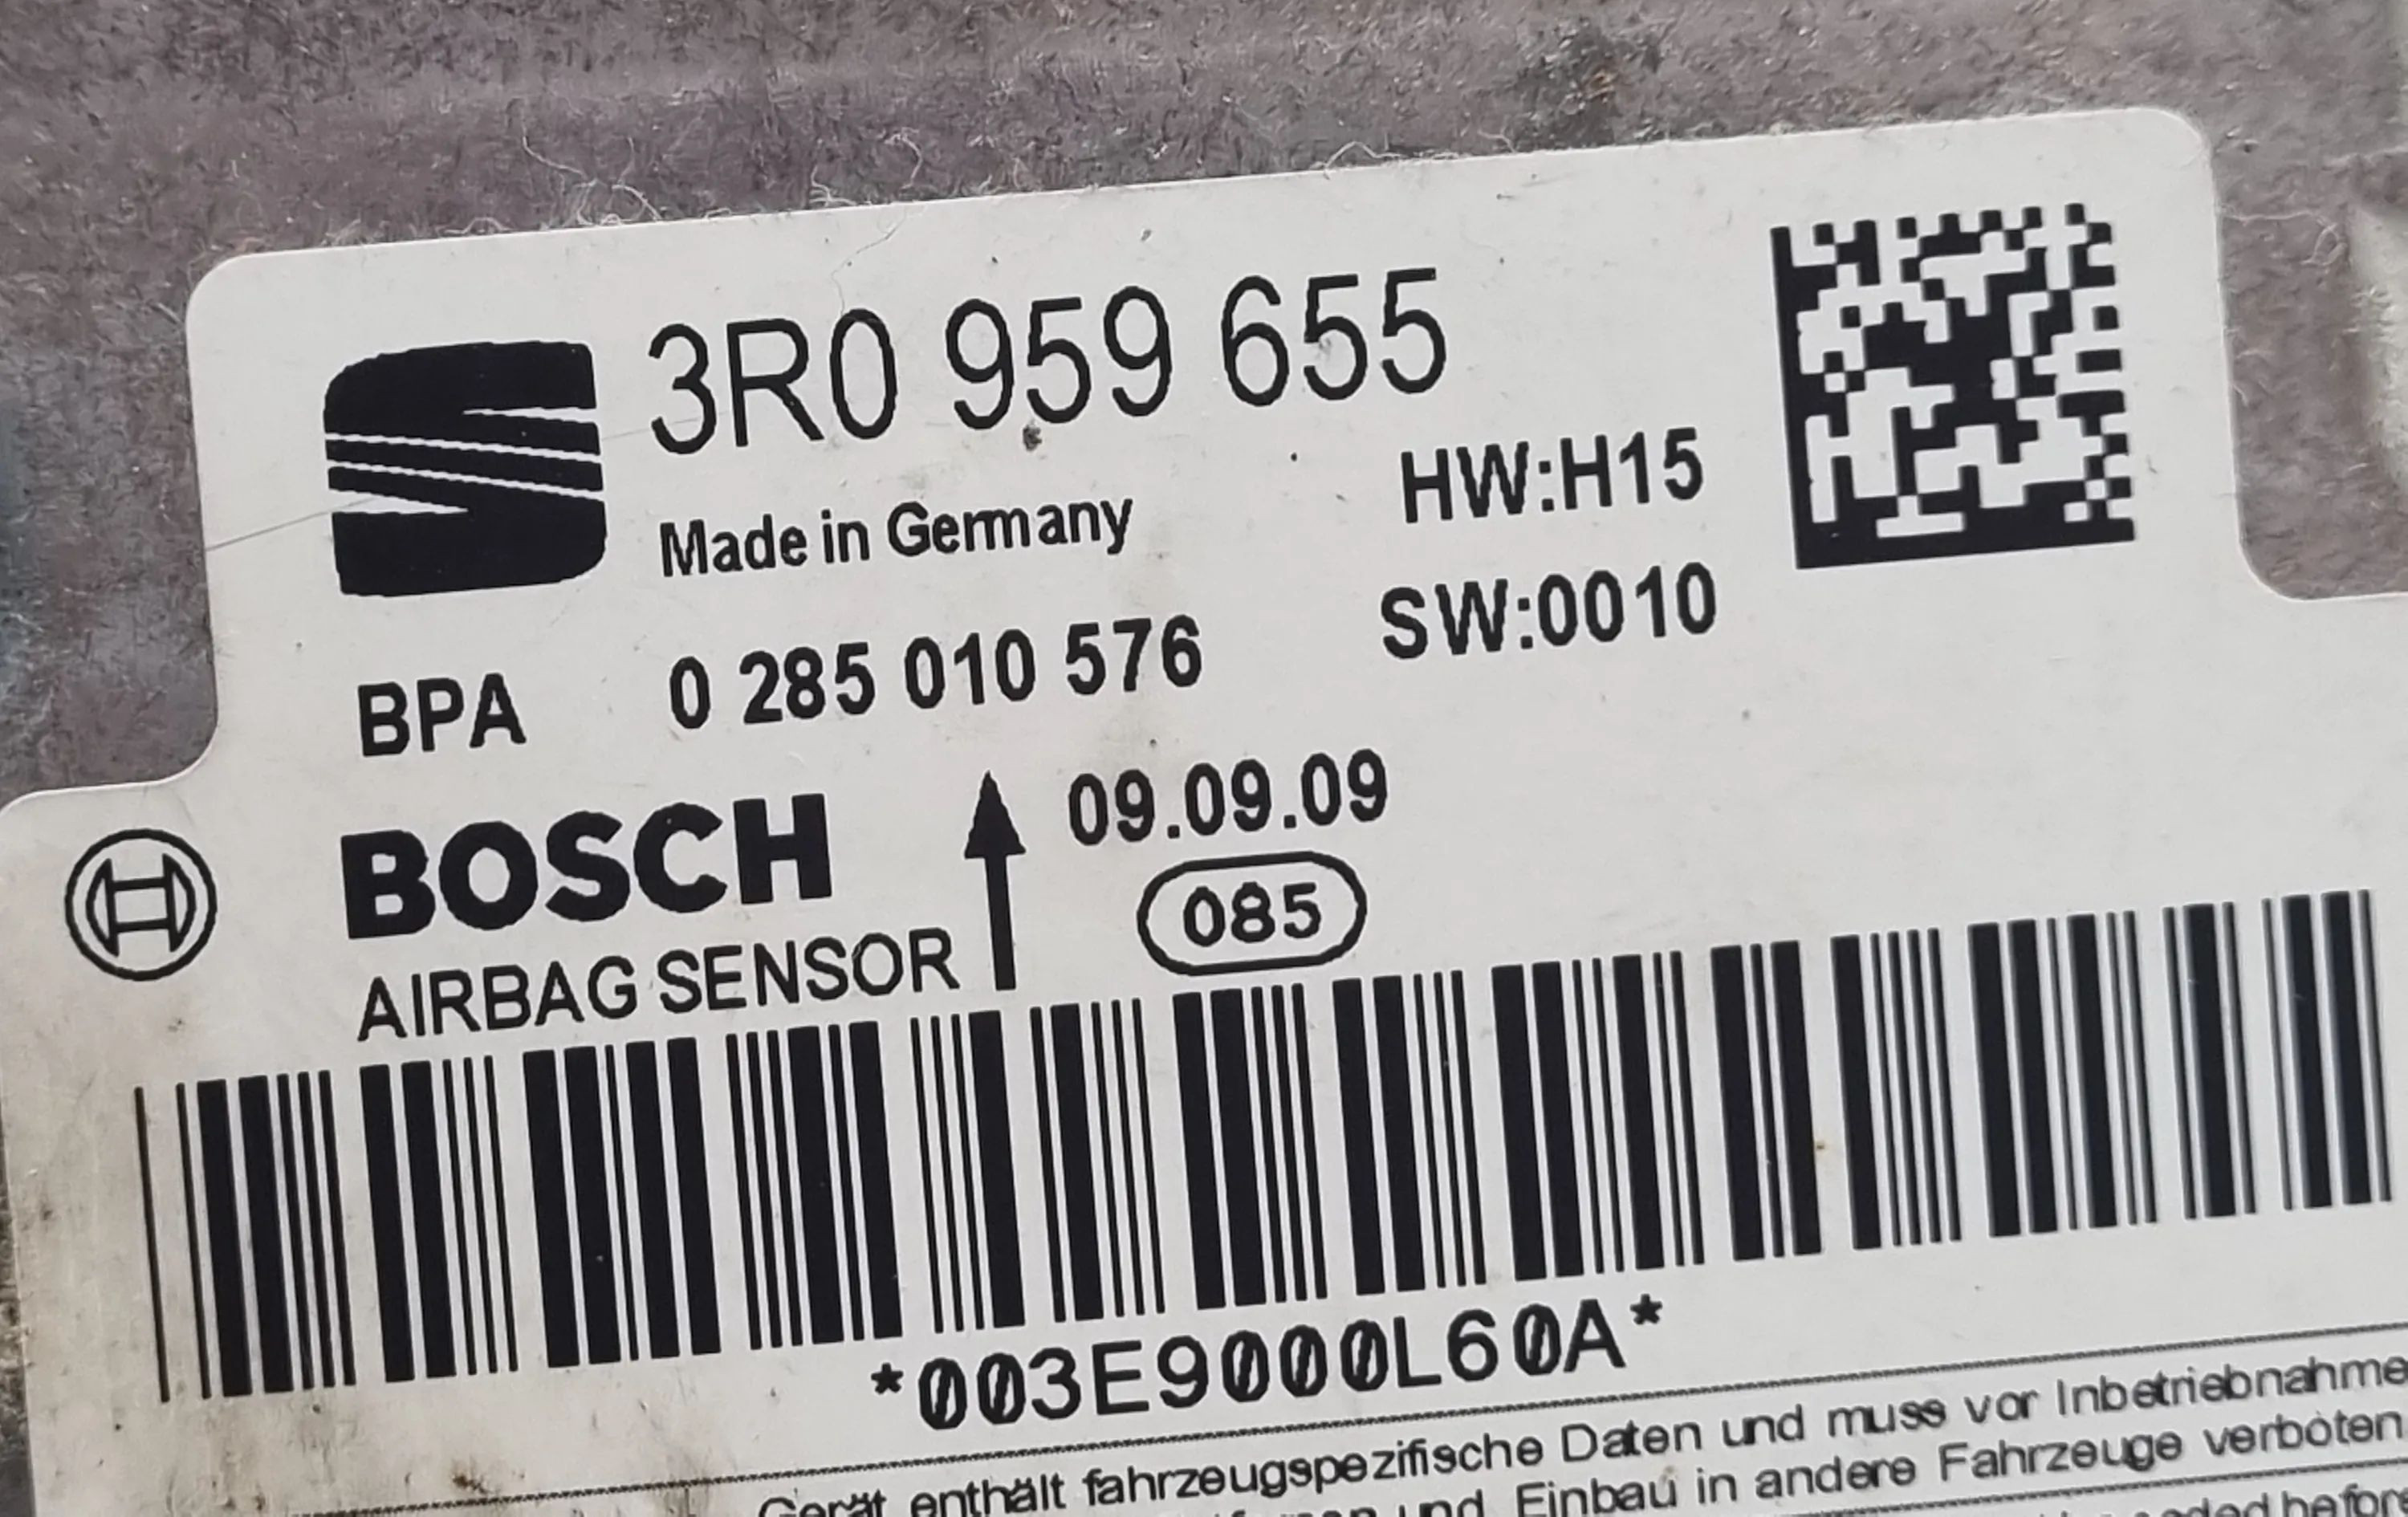 3R0 959 655
Made in Germany
HW:H15
SW:0010
BPA 0 285 010 576
BOSCH
09.09.09
085
AIRBAG SENSOR
*003E9000L60A*
Gerät enthält fahrzeugspezifische Daten und muss vor Inbetriebnahme
und Einbau in andere Fahrzeuge verboten